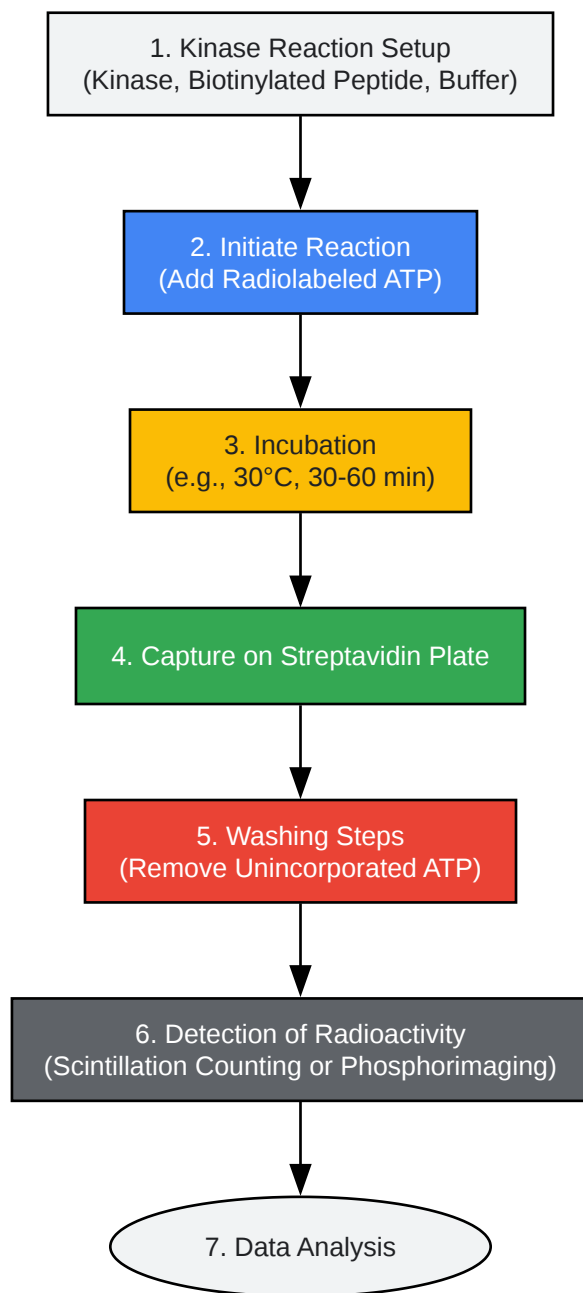 1. Kinase Reaction Setup
(Kinase, Biotinylated Peptide, Buffer)
2. Initiate Reaction
(Add Radiolabeled ATP)
3. Incubation
(e.g., 30°C, 30-60 min)
4. Capture on Streptavidin Plate
5. Washing Steps
(Remove Unincorporated ATP)
6. Detection of Radioactivity
(Scintillation Counting or Phosphorimaging)
7. Data Analysis